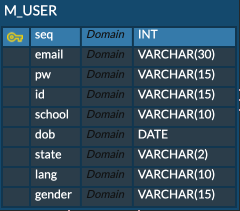 M_USER
seq Domain INT
email Domain VARCHAR(30)
pw Domain VARCHAR(15)
id Domain VARCHAR(15)
school Domain VARCHAR(10)
dob Domain DATE
state Domain VARCHAR(2)
lang Domain VARCHAR(10)
gender Domain VARCHAR(15)